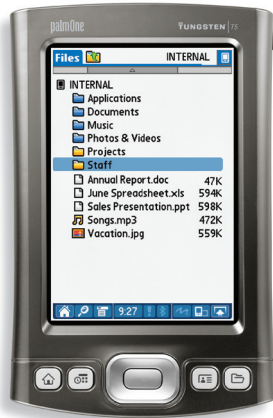 palmOne TUNGSTEN T5
Files INTERNAL
INTERNAL
Applications
Documents
Music
Photos & Videos
Projects
Staff
Annual Report.doc 47K
June Spreadsheet.xls 594K
Sales Presentation.ppt 598K
Songs.mp3 472K
Vacation.jpg 559K
9:27